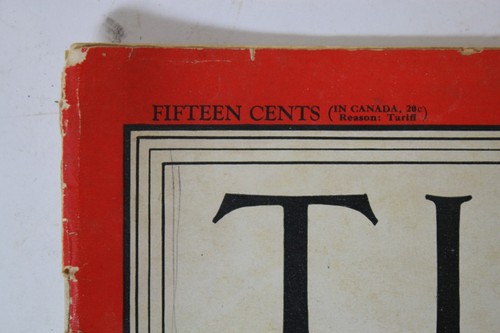 FIFTEEN CENTS (IN CANADA, 20c
Reason: Tariff)
TI